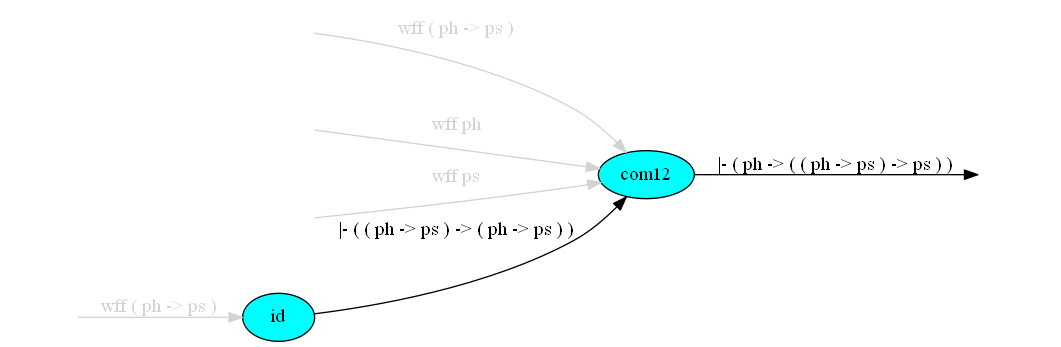 wff ( ph -> ps )
wff ph
com12
|- ( ph -> ( ( ph -> ps ) -> ps ) )
wff ps
|- ( ( ph -> ps ) -> ( ph -> ps ) )
wff ( ph -> ps )
id